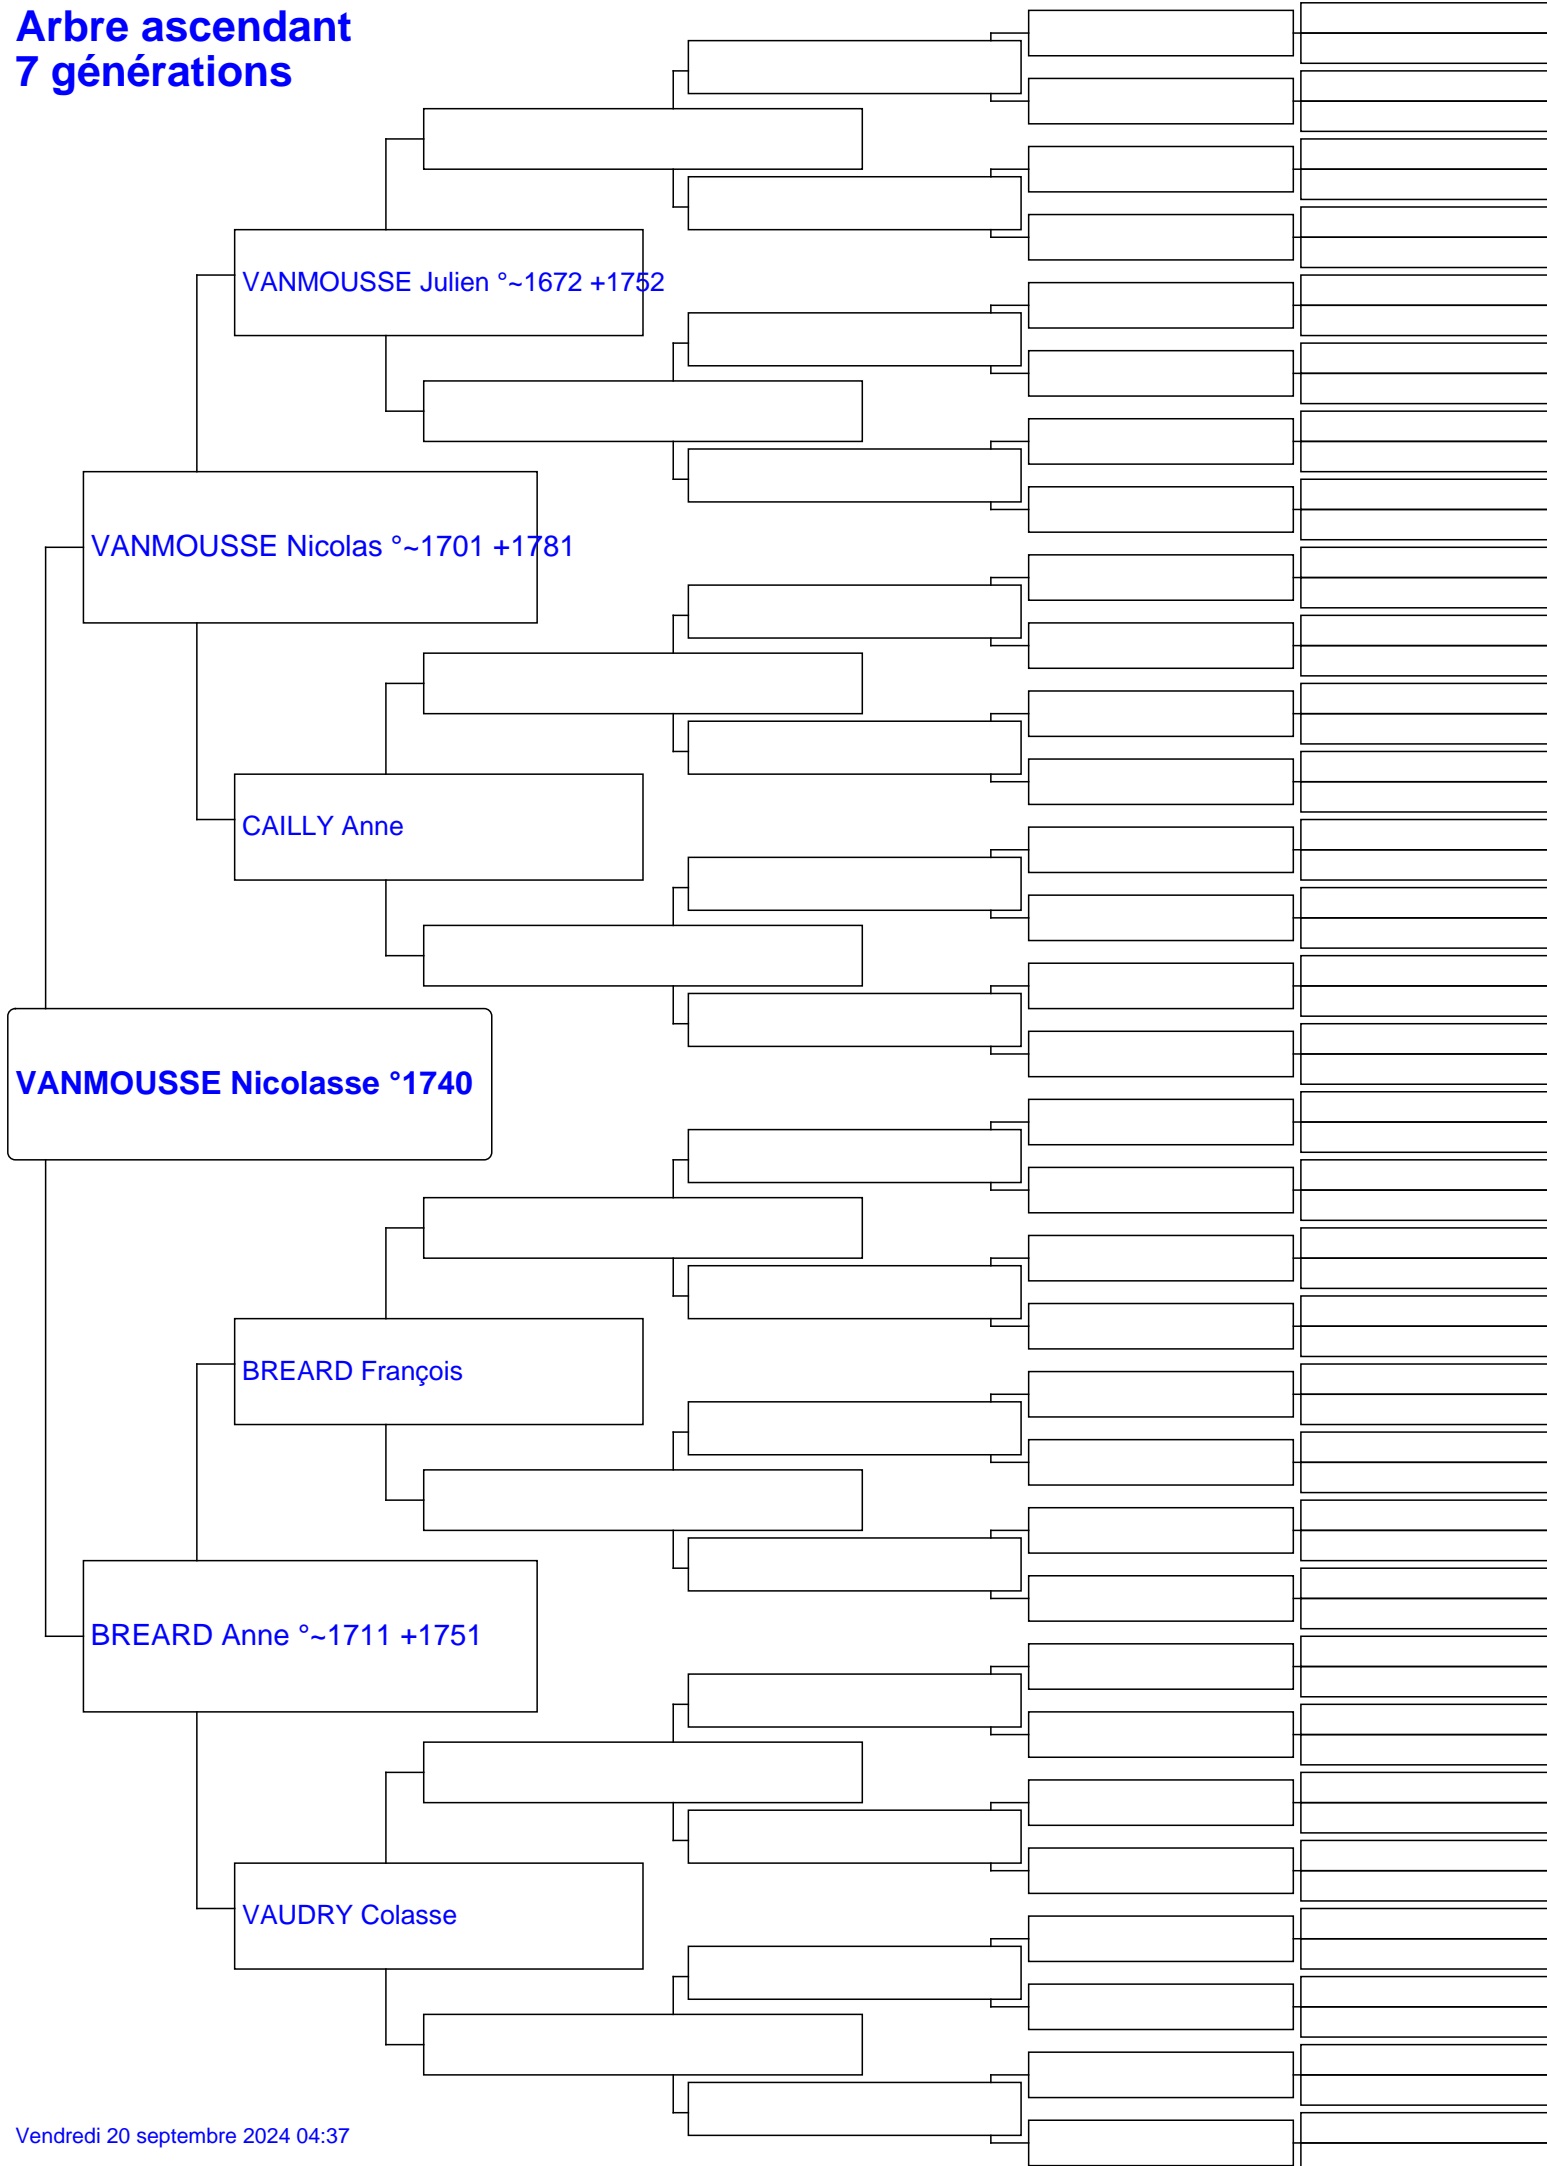 Arbre ascendant
7 générations
VANMOUSSE Julien °~1672 +1752
VANMOUSSE Nicolas °~1701 +1781
CAILLY Anne
VANMOUSSE Nicolasse °1740
BREARD François
BREARD Anne °~1711 +1751
VAUDRY Colasse
Vendredi 20 septembre 2024 04:37